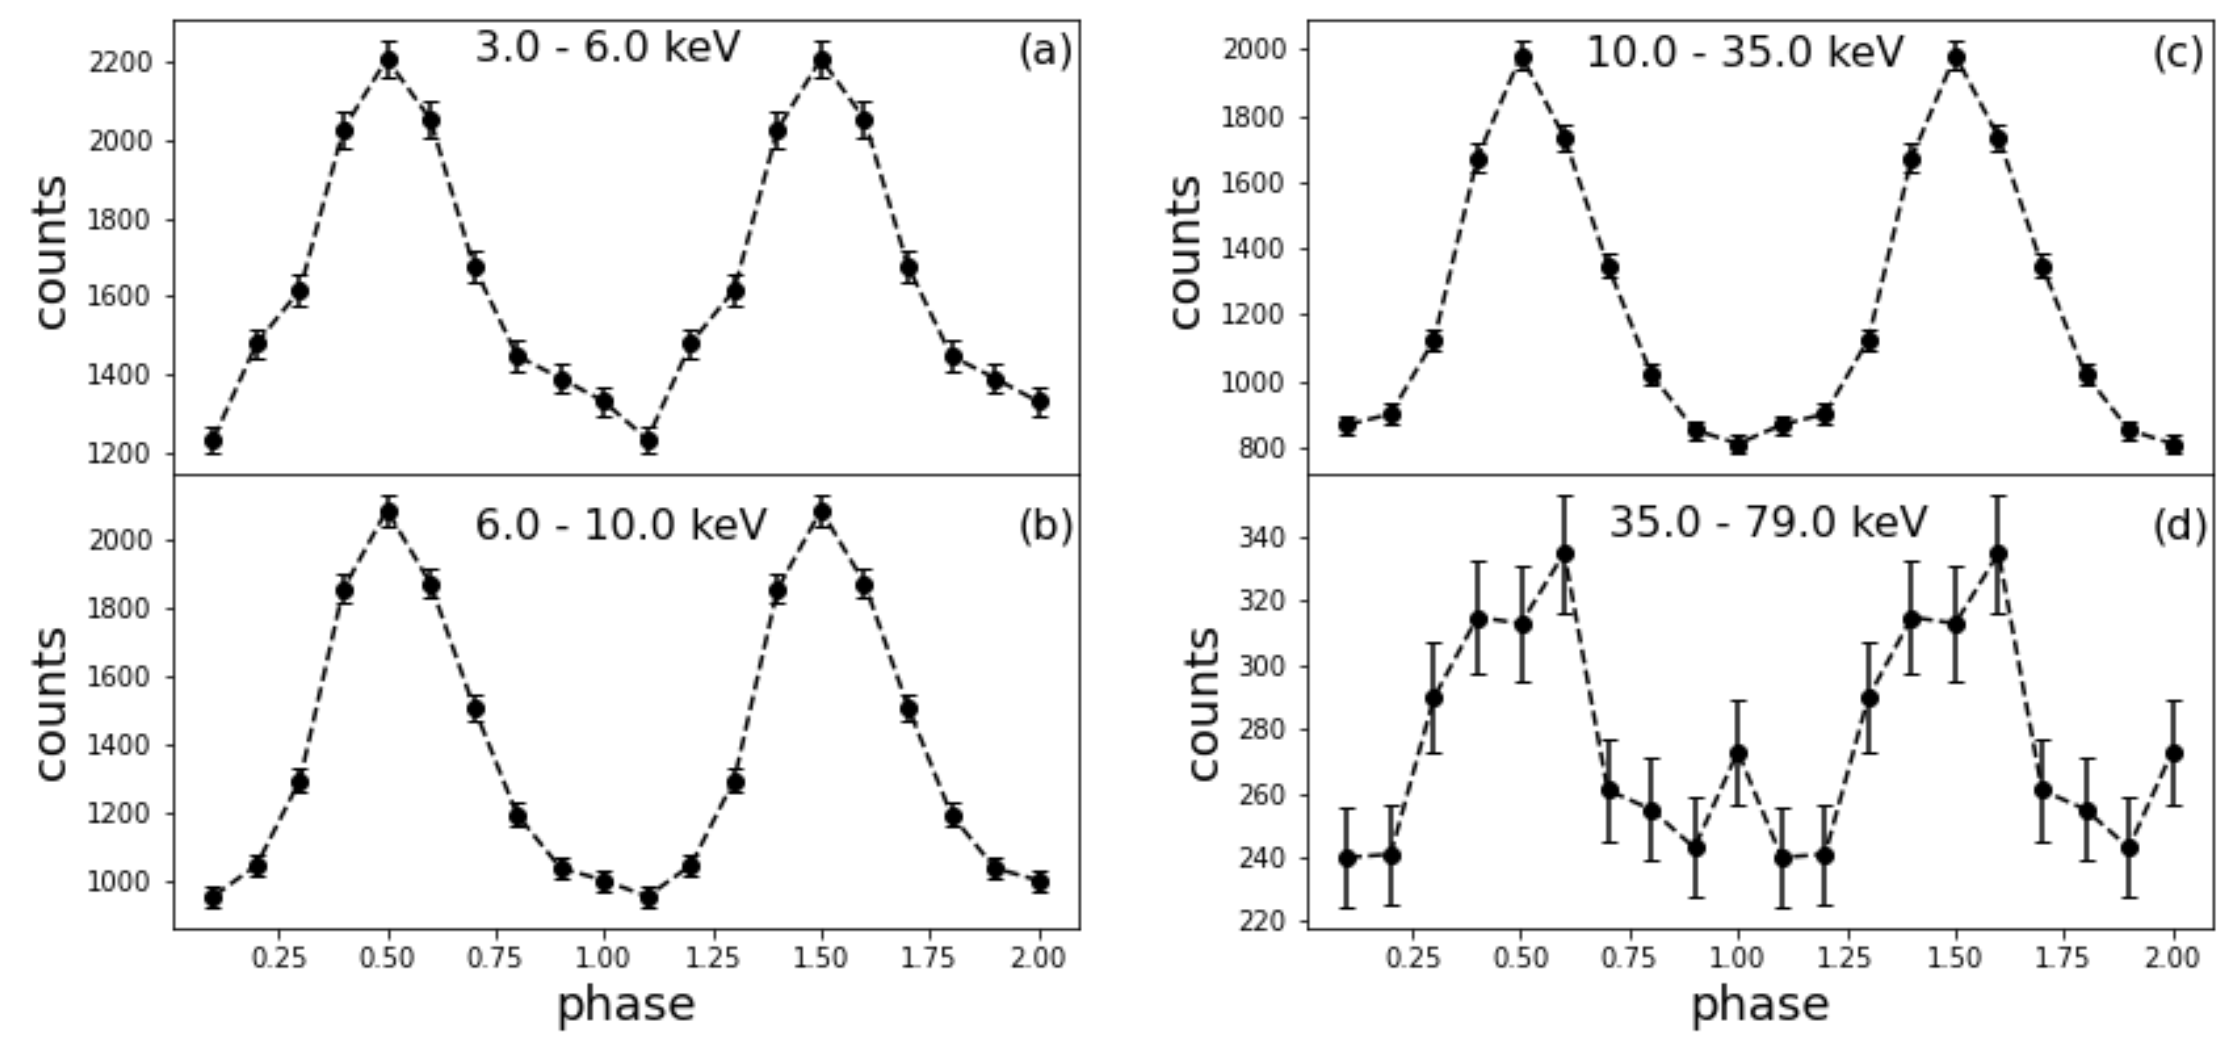 3.0 - 6.0 keV
(a)
2200
2000
1800
1600
1400
1200
counts
6.0 - 10.0 keV
(b)
2000
1800
1600
1400
1200
1000
counts
0.25 0.50 0.75 1.00 1.25 1.50 1.75 2.00
phase
10.0 - 35.0 keV
(c)
2000
1800
1600
1400
1200
1000
800
counts
35.0 - 79.0 keV
(d)
340
320
300
280
260
240
220
counts
0.25 0.50 0.75 1.00 1.25 1.50 1.75 2.00
phase